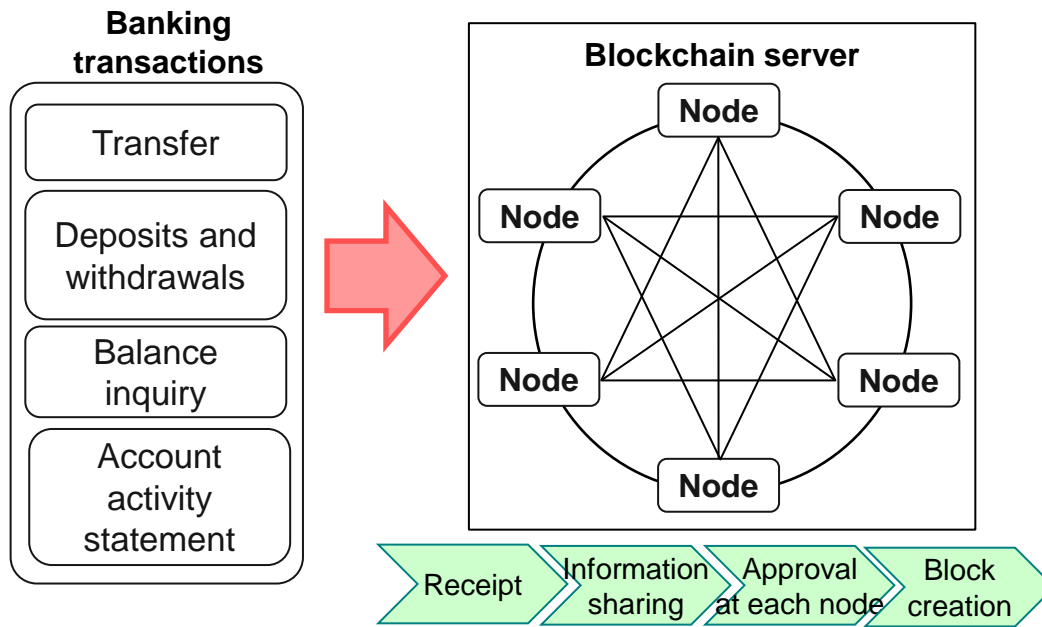 Banking
transactions
Transfer
Deposits and
withdrawals
Balance
inquiry
Account
activity
statement
Blockchain server
Node
Node
Node
Node
Node
Node
Receipt
Information
sharing
Approval
at each node
Block
creation